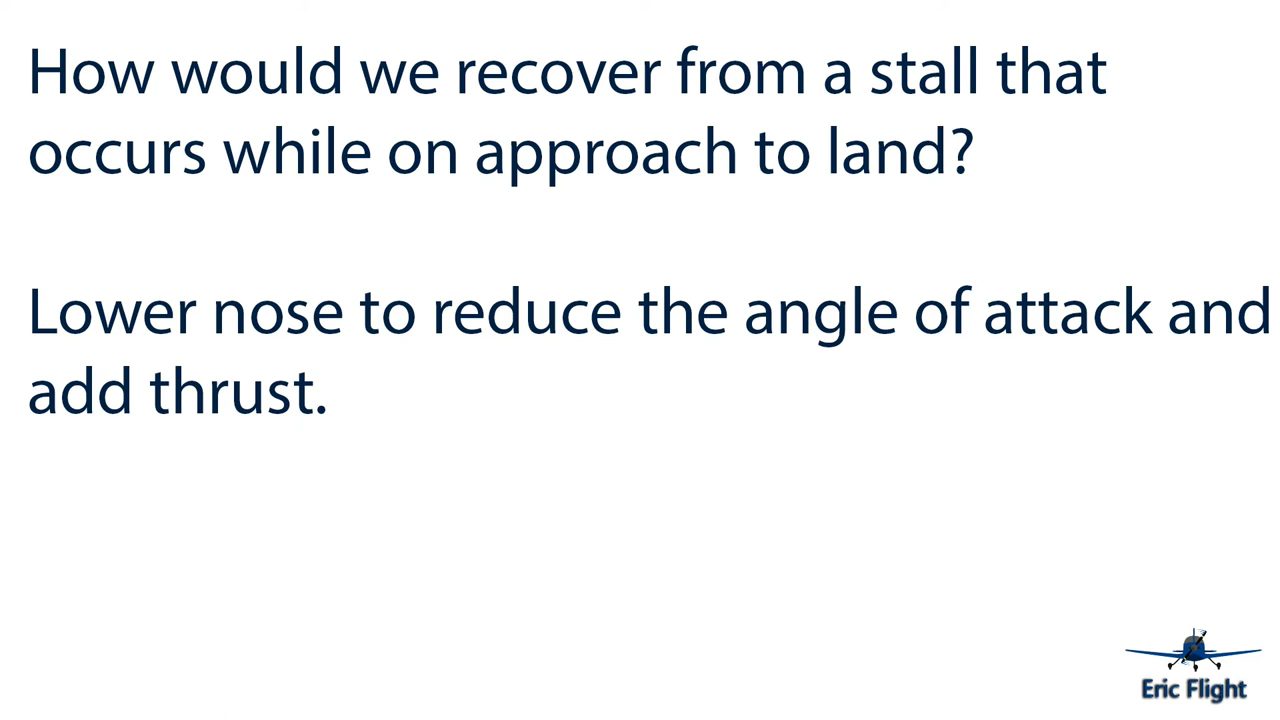 How would we recover from a stall that
occurs while on approach to land?
Lower nose to reduce the angle of attack and
add thrust.
Eric Flight